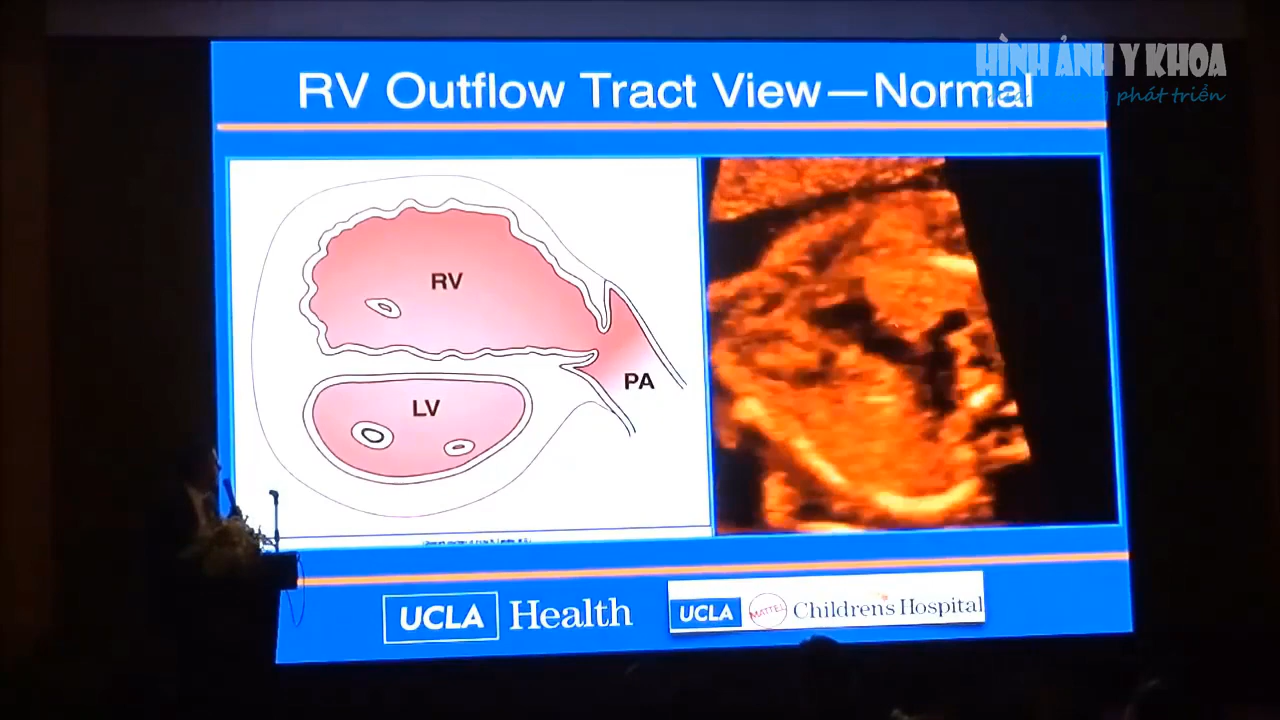 HÌNH ẢNH Y KHOA
phát triển
RV Outflow Tract View—Normal
RV
PA
LV
UCLA Health
UCLA MATTEL Children's Hospital